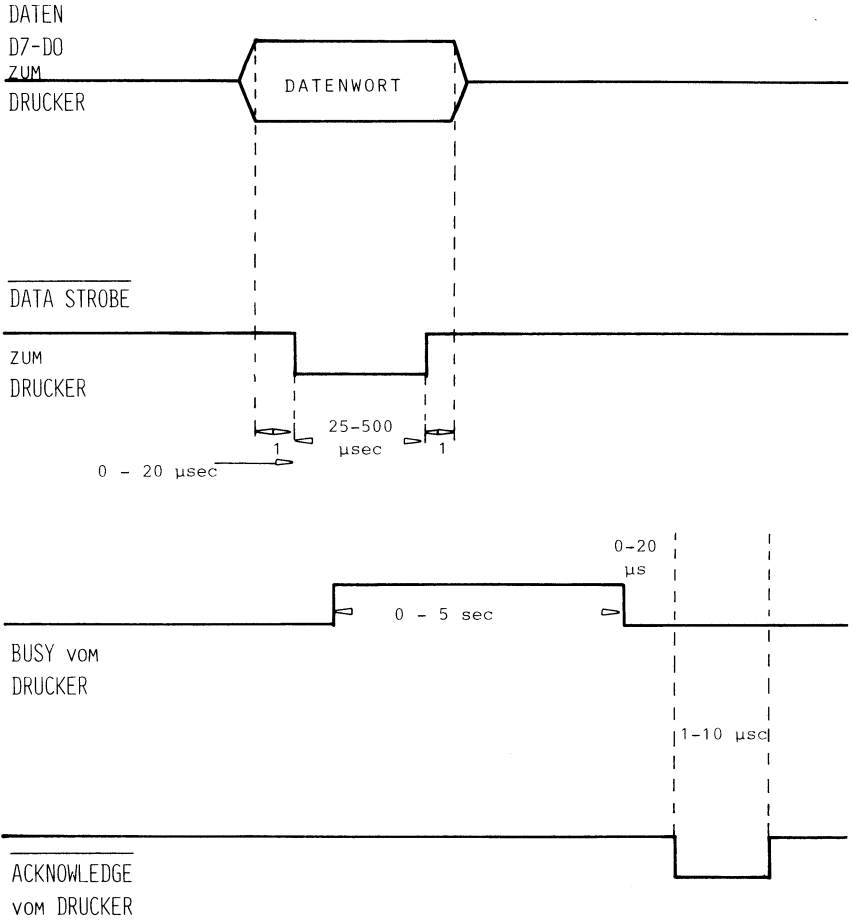 DATEN
D7-D0
ZUM
DRUCKER
DATENWORT
DATA STROBE
ZUM
DRUCKER
25-500
µsec
1
1
0 - 20 µsec
0-20
µs
0 - 5 sec
BUSY VOM
DRUCKER
1-10 µsc
ACKNOWLEDGE
VOM DRUCKER